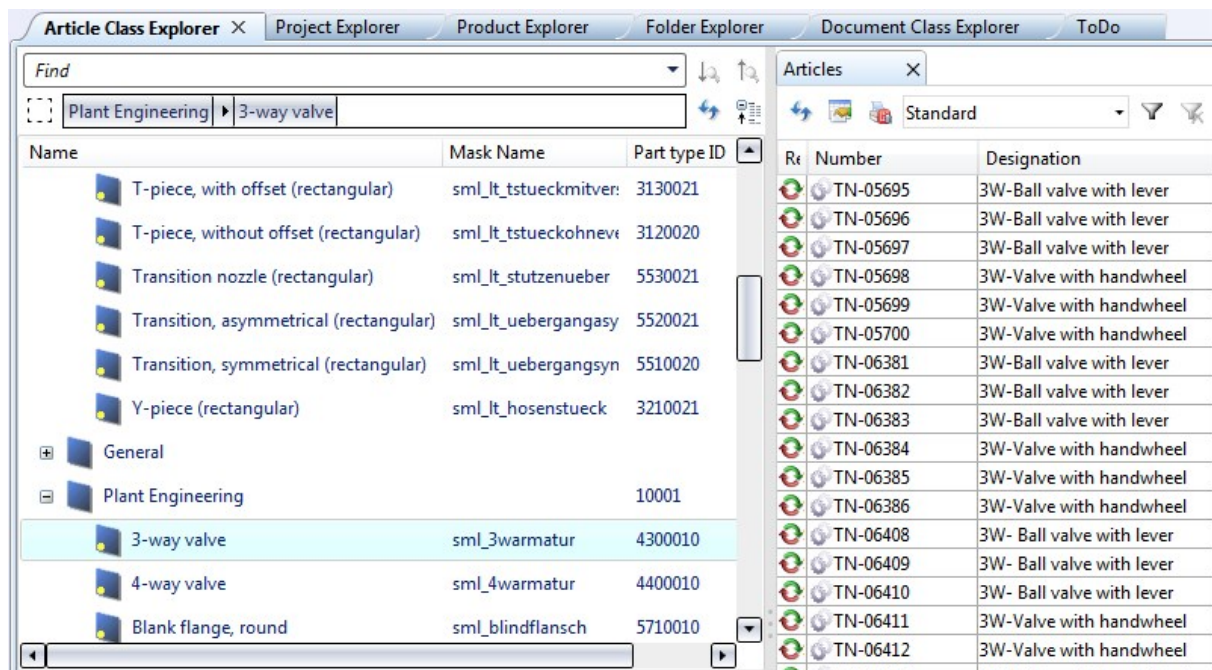 Article Class Explorer Project Explorer Product Explorer Folder Explorer Document Class Explorer ToDo
Find
Plant Engineering 3-way valve
Name Mask Name Part type ID
T-piece, with offset (rectangular) sml_lt_tstueckmitver: 3130021
T-piece, without offset (rectangular) sml_lt_tstueckohneve 3120020
Transition nozzle (rectangular) sml_lt_stutzenueber 5530021
Transition, asymmetrical (rectangular) sml_lt_uebergangasy 5520021
Transition, symmetrical (rectangular) sml_lt_uebergangsyn 5510020
Y-piece (rectangular) sml_lt_hosenstueck 3210021
General
Plant Engineering 10001
3-way valve sml_3warmatur 4300010
4-way valve sml_4warmatur 4400010
Blank flange, round sml_blindflansch 5710010
Articles
Standard
Re Number Designation
TN-05695 3W-Ball valve with lever
TN-05696 3W-Ball valve with lever
TN-05697 3W-Ball valve with lever
TN-05698 3W-Valve with handwheel
TN-05699 3W-Valve with handwheel
TN-05700 3W-Valve with handwheel
TN-06381 3W-Ball valve with lever
TN-06382 3W-Ball valve with lever
TN-06383 3W-Ball valve with lever
TN-06384 3W-Valve with handwheel
TN-06385 3W-Valve with handwheel
TN-06386 3W-Valve with handwheel
TN-06408 3W- Ball valve with lever
TN-06409 3W- Ball valve with lever
TN-06410 3W- Ball valve with lever
TN-06411 3W-Valve with handwheel
TN-06412 3W-Valve with handwheel